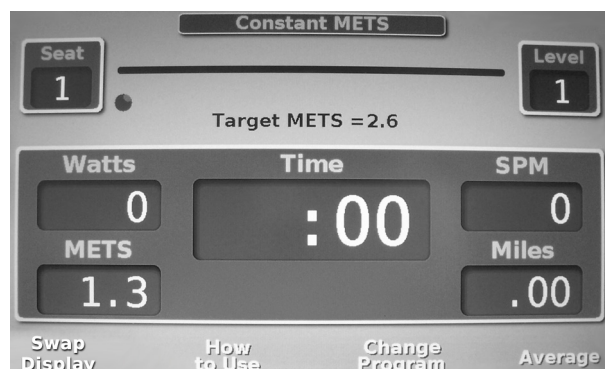 Constant METS
Seat
1
Level
1
Target METS =2.6
Watts
0
Time
:00
SPM
0
METS
1.3
Miles
.00
Swap
Display
How
to Use
Change
Program
Average